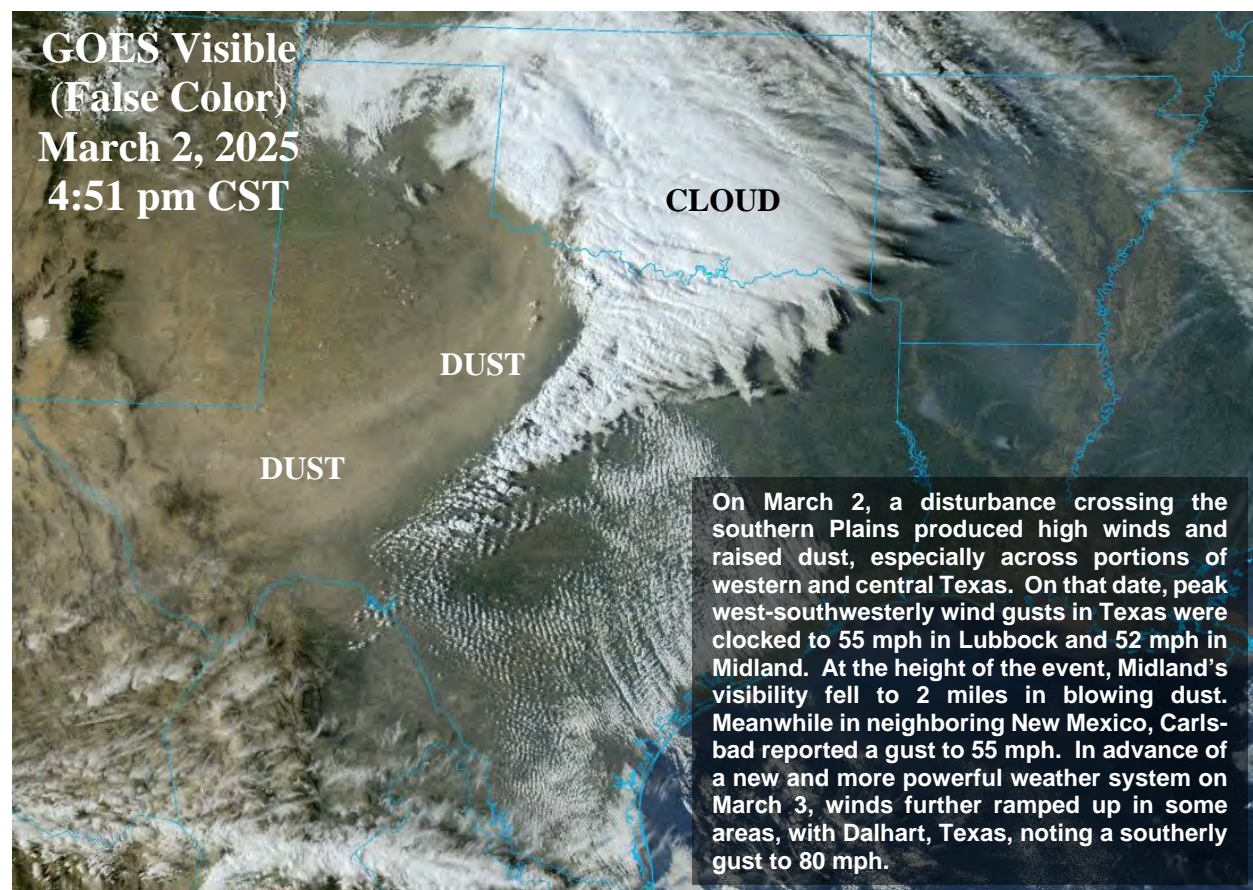 GOES Visible
(False Color)
March 2, 2025
4:51 pm CST
CLOUD
DUST
DUST
On March 2, a disturbance crossing the
southern Plains produced high winds and
raised dust, especially across portions of
western and central Texas.  On that date, peak
west-southwesterly wind gusts in Texas were
clocked to 55 mph in Lubbock and 52 mph in
Midland.  At the height of the event, Midland’s
visibility fell to 2 miles in blowing dust.
Meanwhile in neighboring New Mexico, Carls-
bad reported a gust to 55 mph.  In advance of
a new and more powerful weather system on
March 3, winds further ramped up in some
areas, with Dalhart, Texas, noting a southerly
gust to 80 mph.